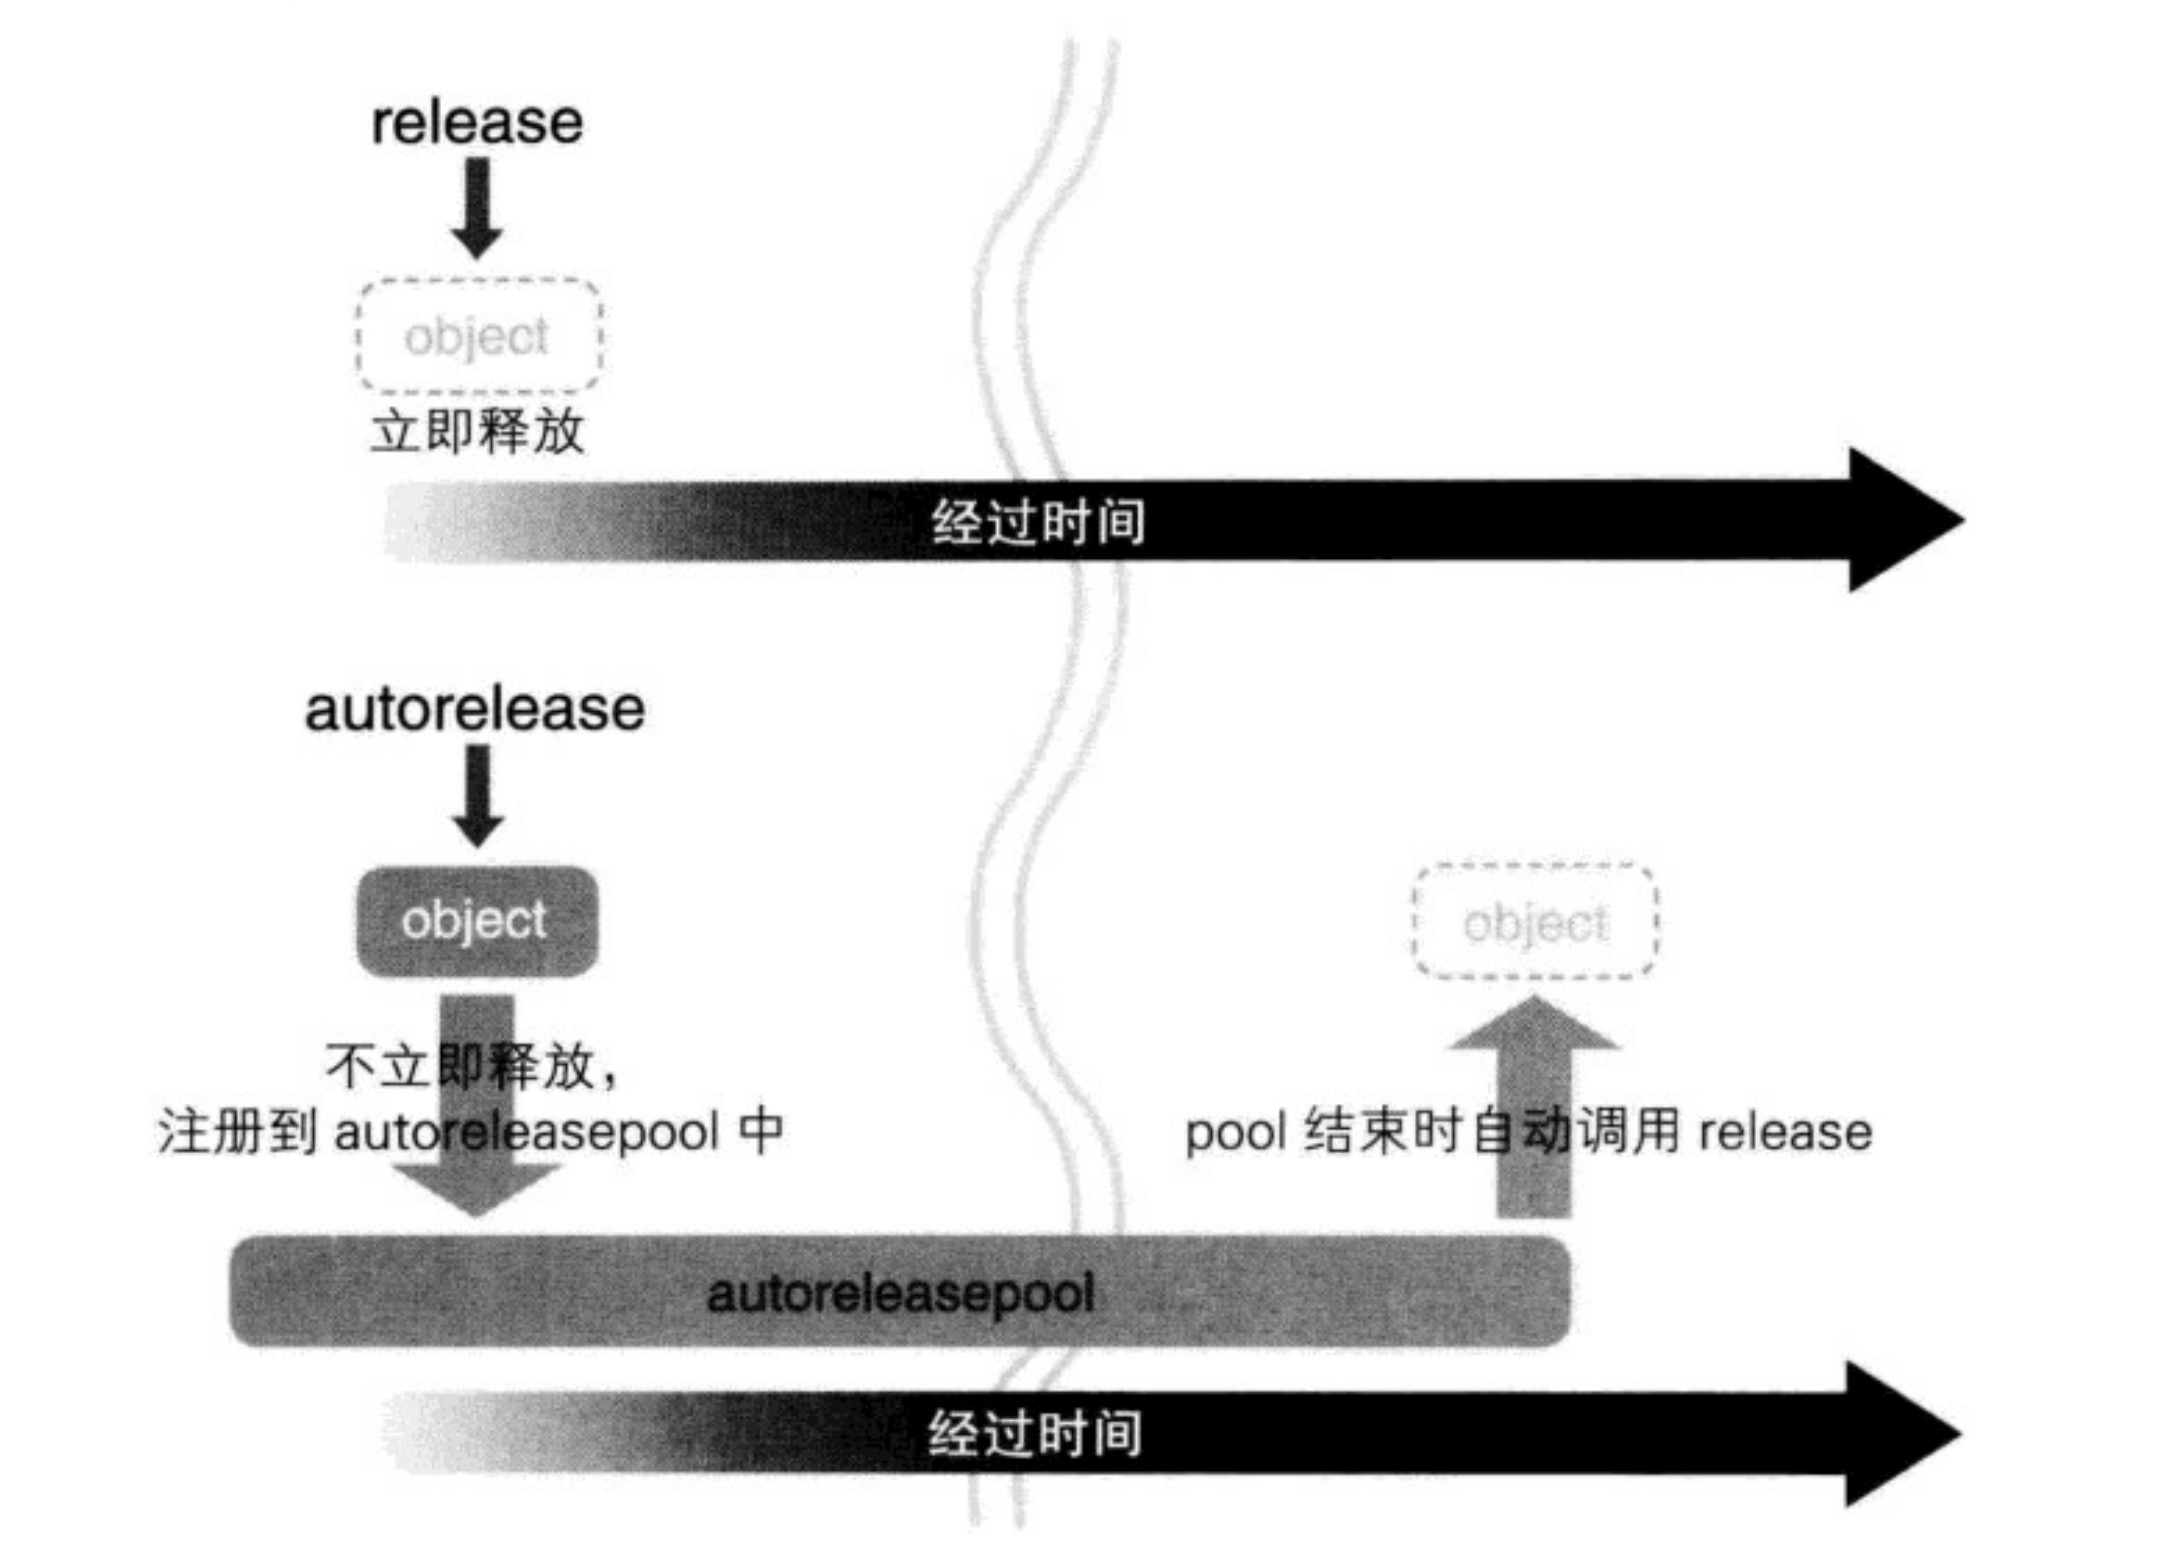 release
object
立即释放
经过时间
autorelease
object
object
不立即释放，
注册到 autoreleasepool 中
pool 结束时自动调用 release
autoreleasepool
经过时间